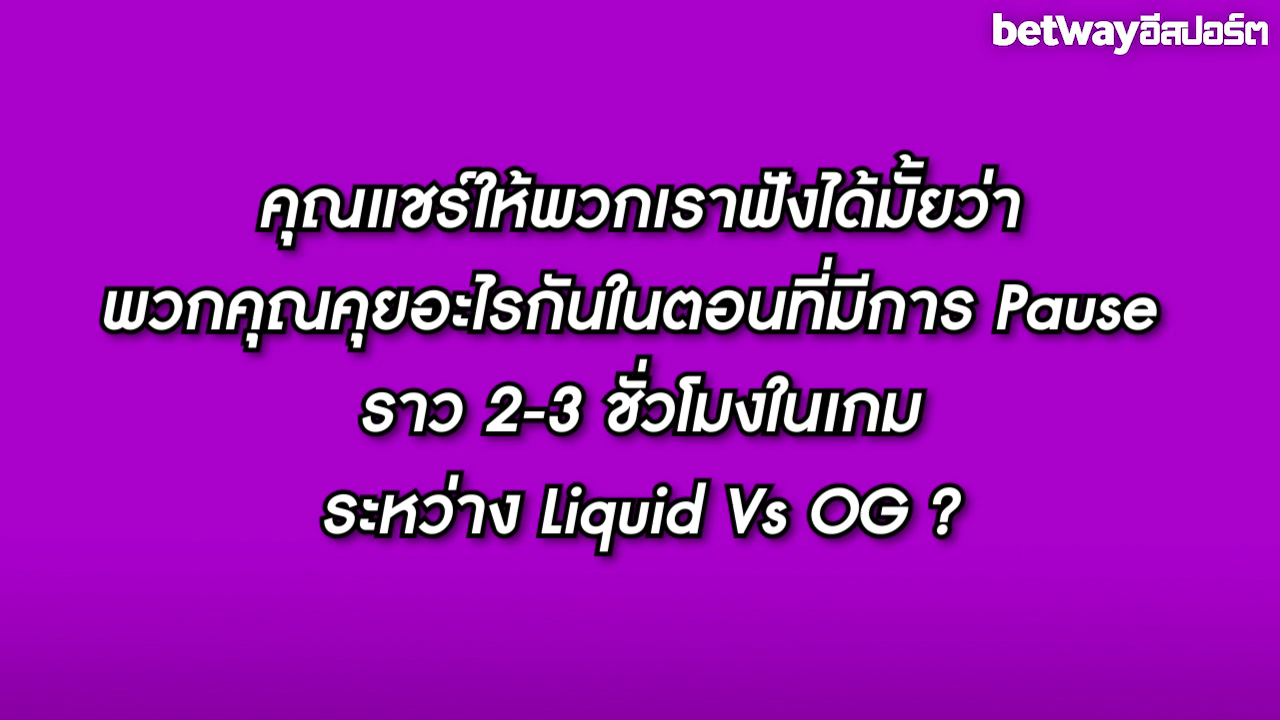 betwayอีสปอร์ต
คุณแชร์ให้พวกเราฟังได้มั้ยว่า
พวกคุณคุยอะไรกันในตอนที่มีการ Pause
ราว 2-3 ชั่วโมงในเกม
ระหว่าง Liquid Vs OG ?